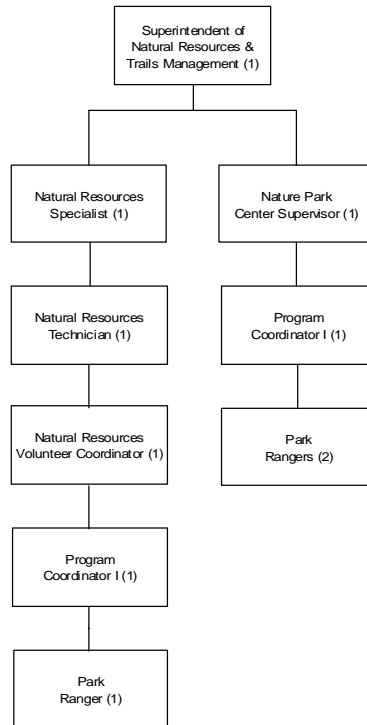 Superintendent of
Natural Resources &
Trails Management (1)
Natural Resources
Specialist (1)
Nature Park
Center Supervisor (1)
Natural Resources
Technician (1)
Program
Coordinator I (1)
Natural Resources
Volunteer Coordinator (1)
Park
Rangers (2)
Program
Coordinator I (1)
Park
Ranger (1)